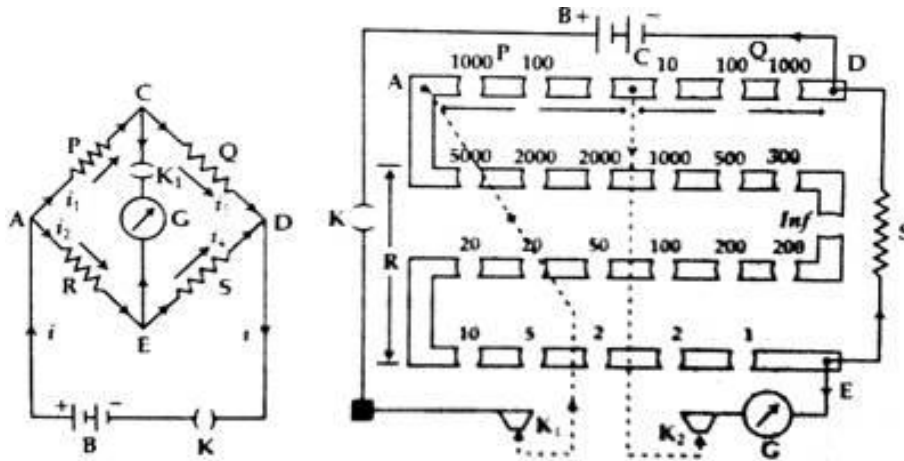 B + −
1000 P 100 C 10 Q 100 1000 D
A
5000 2000 2000 1000 500 300
K
Inf
S
R
20 20 50 100 200 200
10 5 2 2 1
E
K₁
K₂
G
C
P
Q
K₁
i₁
G
A
i₂
D
R
S
E
i
+ −
B
K